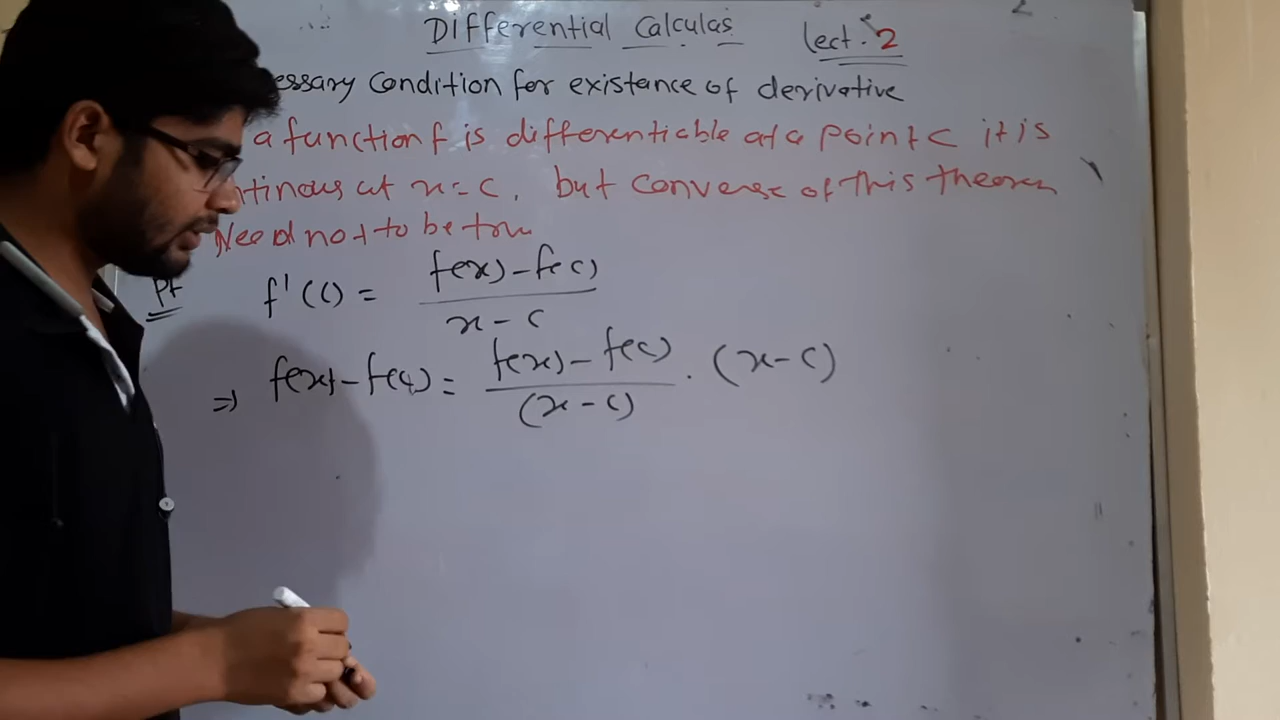 Differential Calculas lect. 2
essary Condition for existance of derivative
a function f is differentiable at a point c it is
ntinous at x = c, but Converse of this theorem
Need not to be true
Pf f'(c) = f(x) - f(c) / x - c
⇒ f(x) - f(c) = f(x) - f(c) / (x - c) . (x - c)